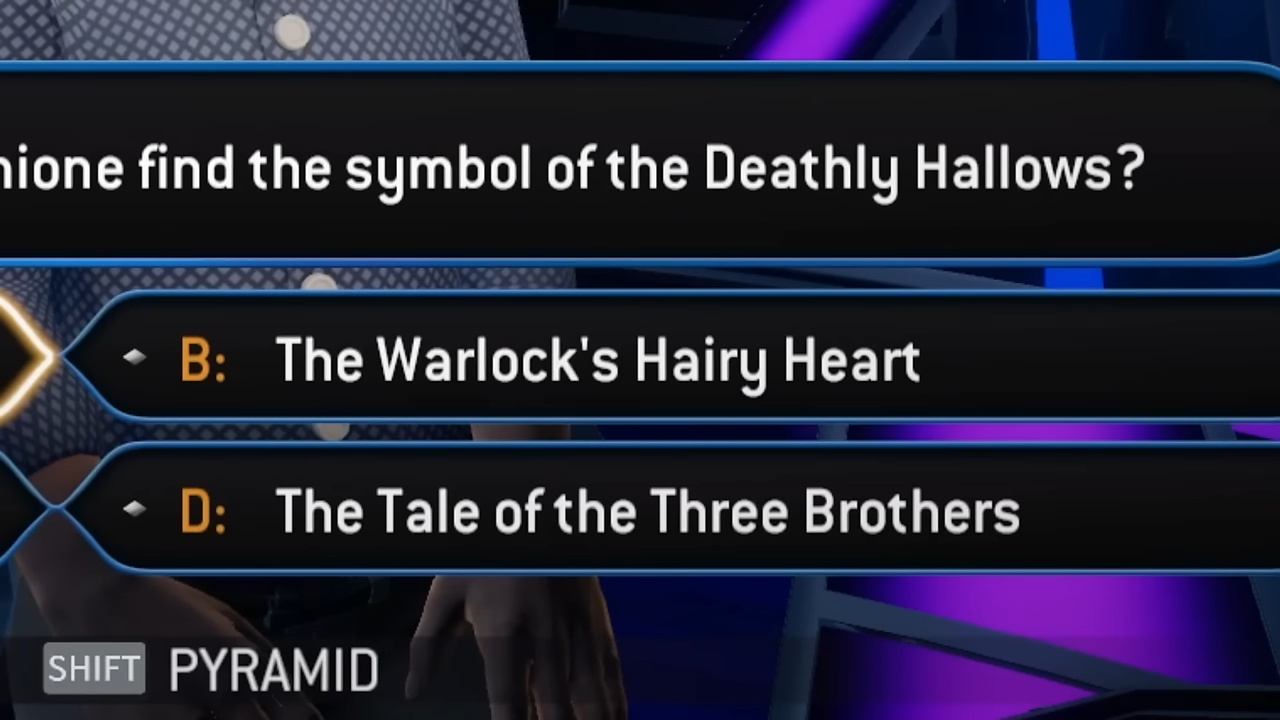 find the symbol of the Deathly Hallows?
B: The Warlock's Hairy Heart
D: The Tale of the Three Brothers
SHIFT PYRAMID